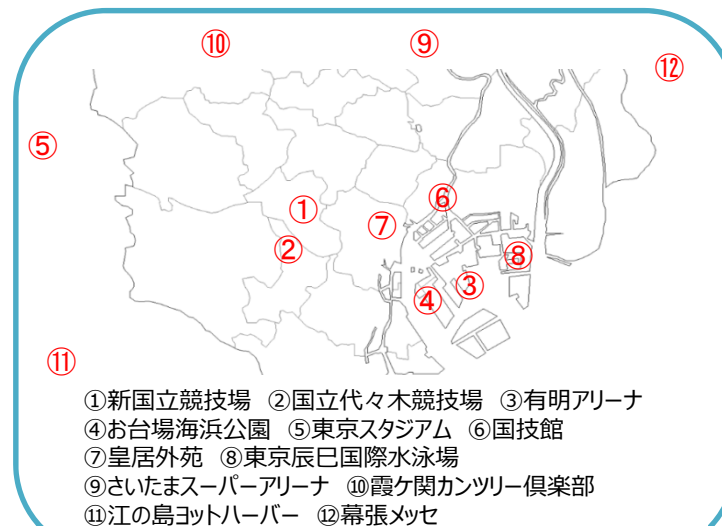 ⑩
⑨
⑫
⑤
⑥
①
⑦
②
⑧
③
④
⑪
①新国立競技場 ②国立代々木競技場 ③有明アリーナ
④お台場海浜公園 ⑤東京スタジアム ⑥国技館
⑦皇居外苑 ⑧東京辰巳国際水泳場
⑨さいたまスーパーアリーナ ⑩霞ケ関カンツリー倶楽部
⑪江の島ヨットハーバー ⑫幕張メッセ